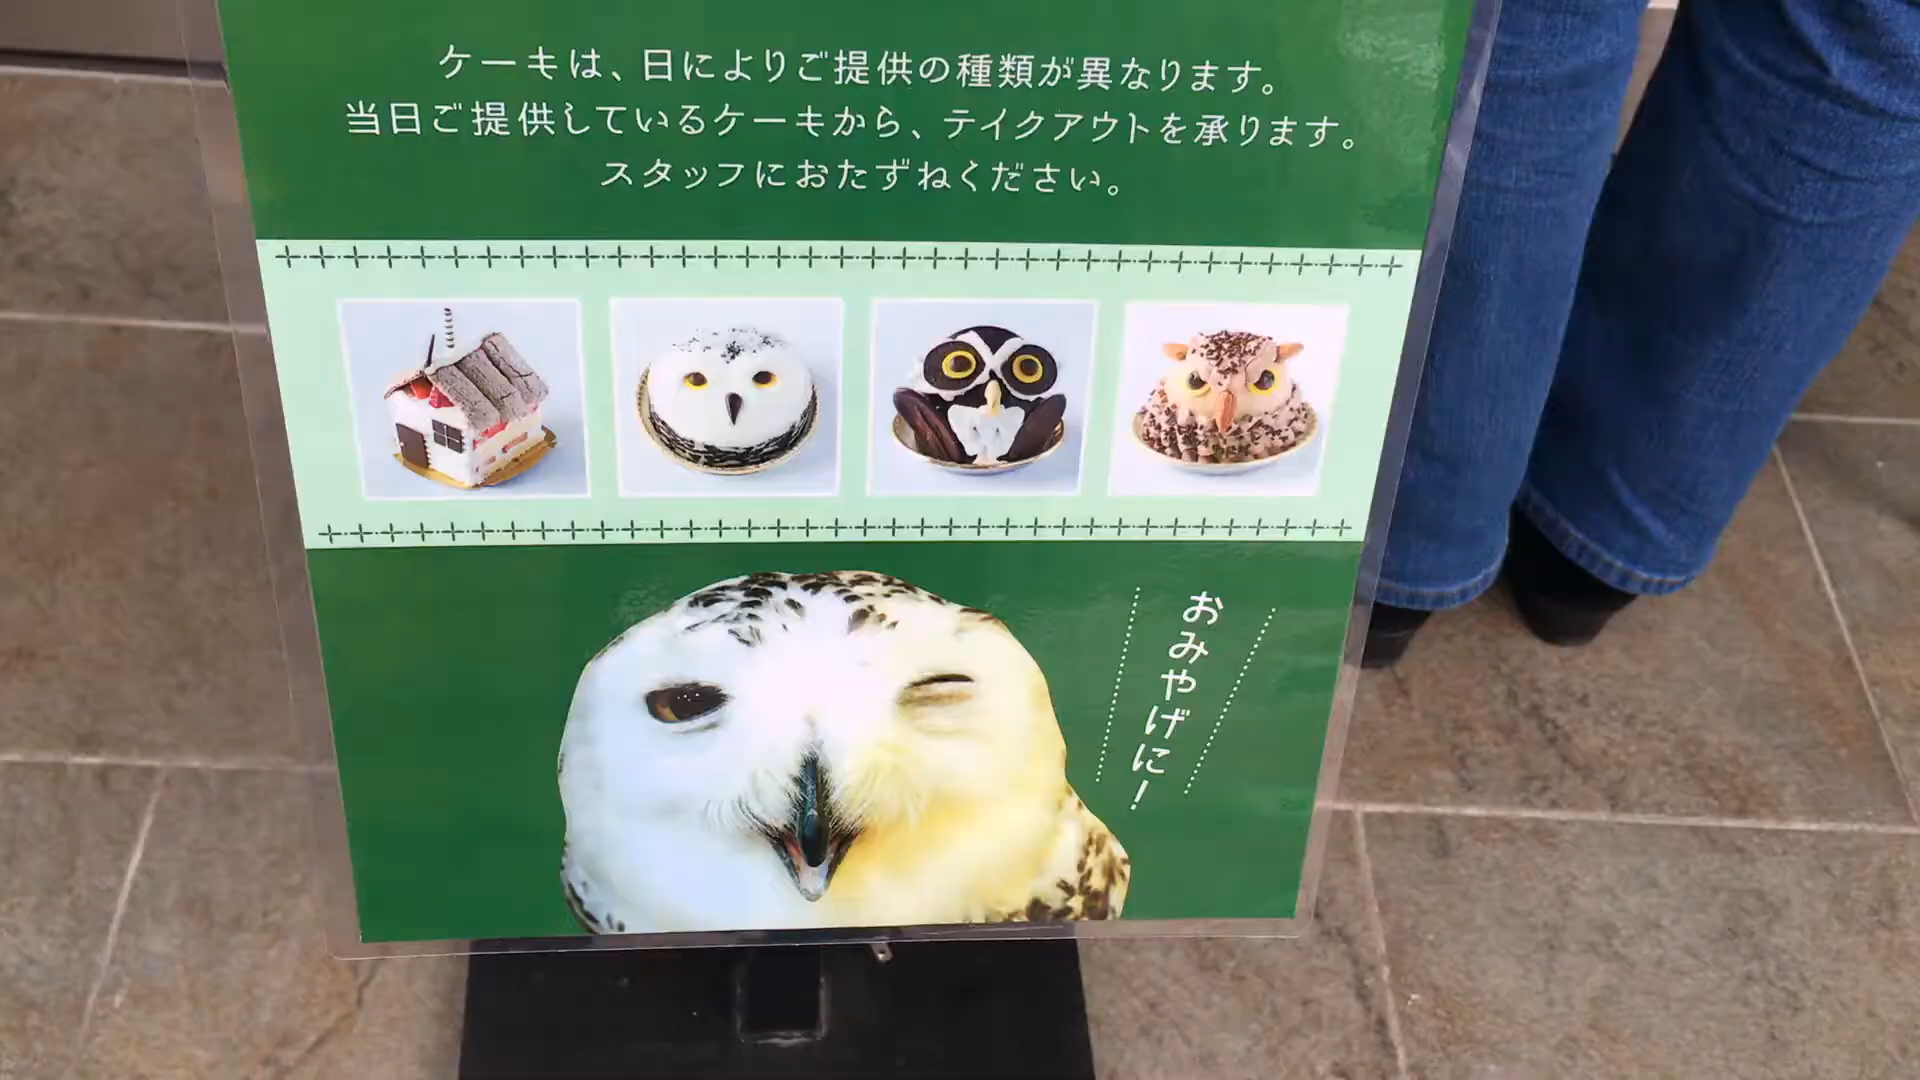 ケーキは、日によりご提供の種類が異なります。
当日ご提供しているケーキから、テイクアウトを承ります。
スタッフにおたずねください。
おみやげに！